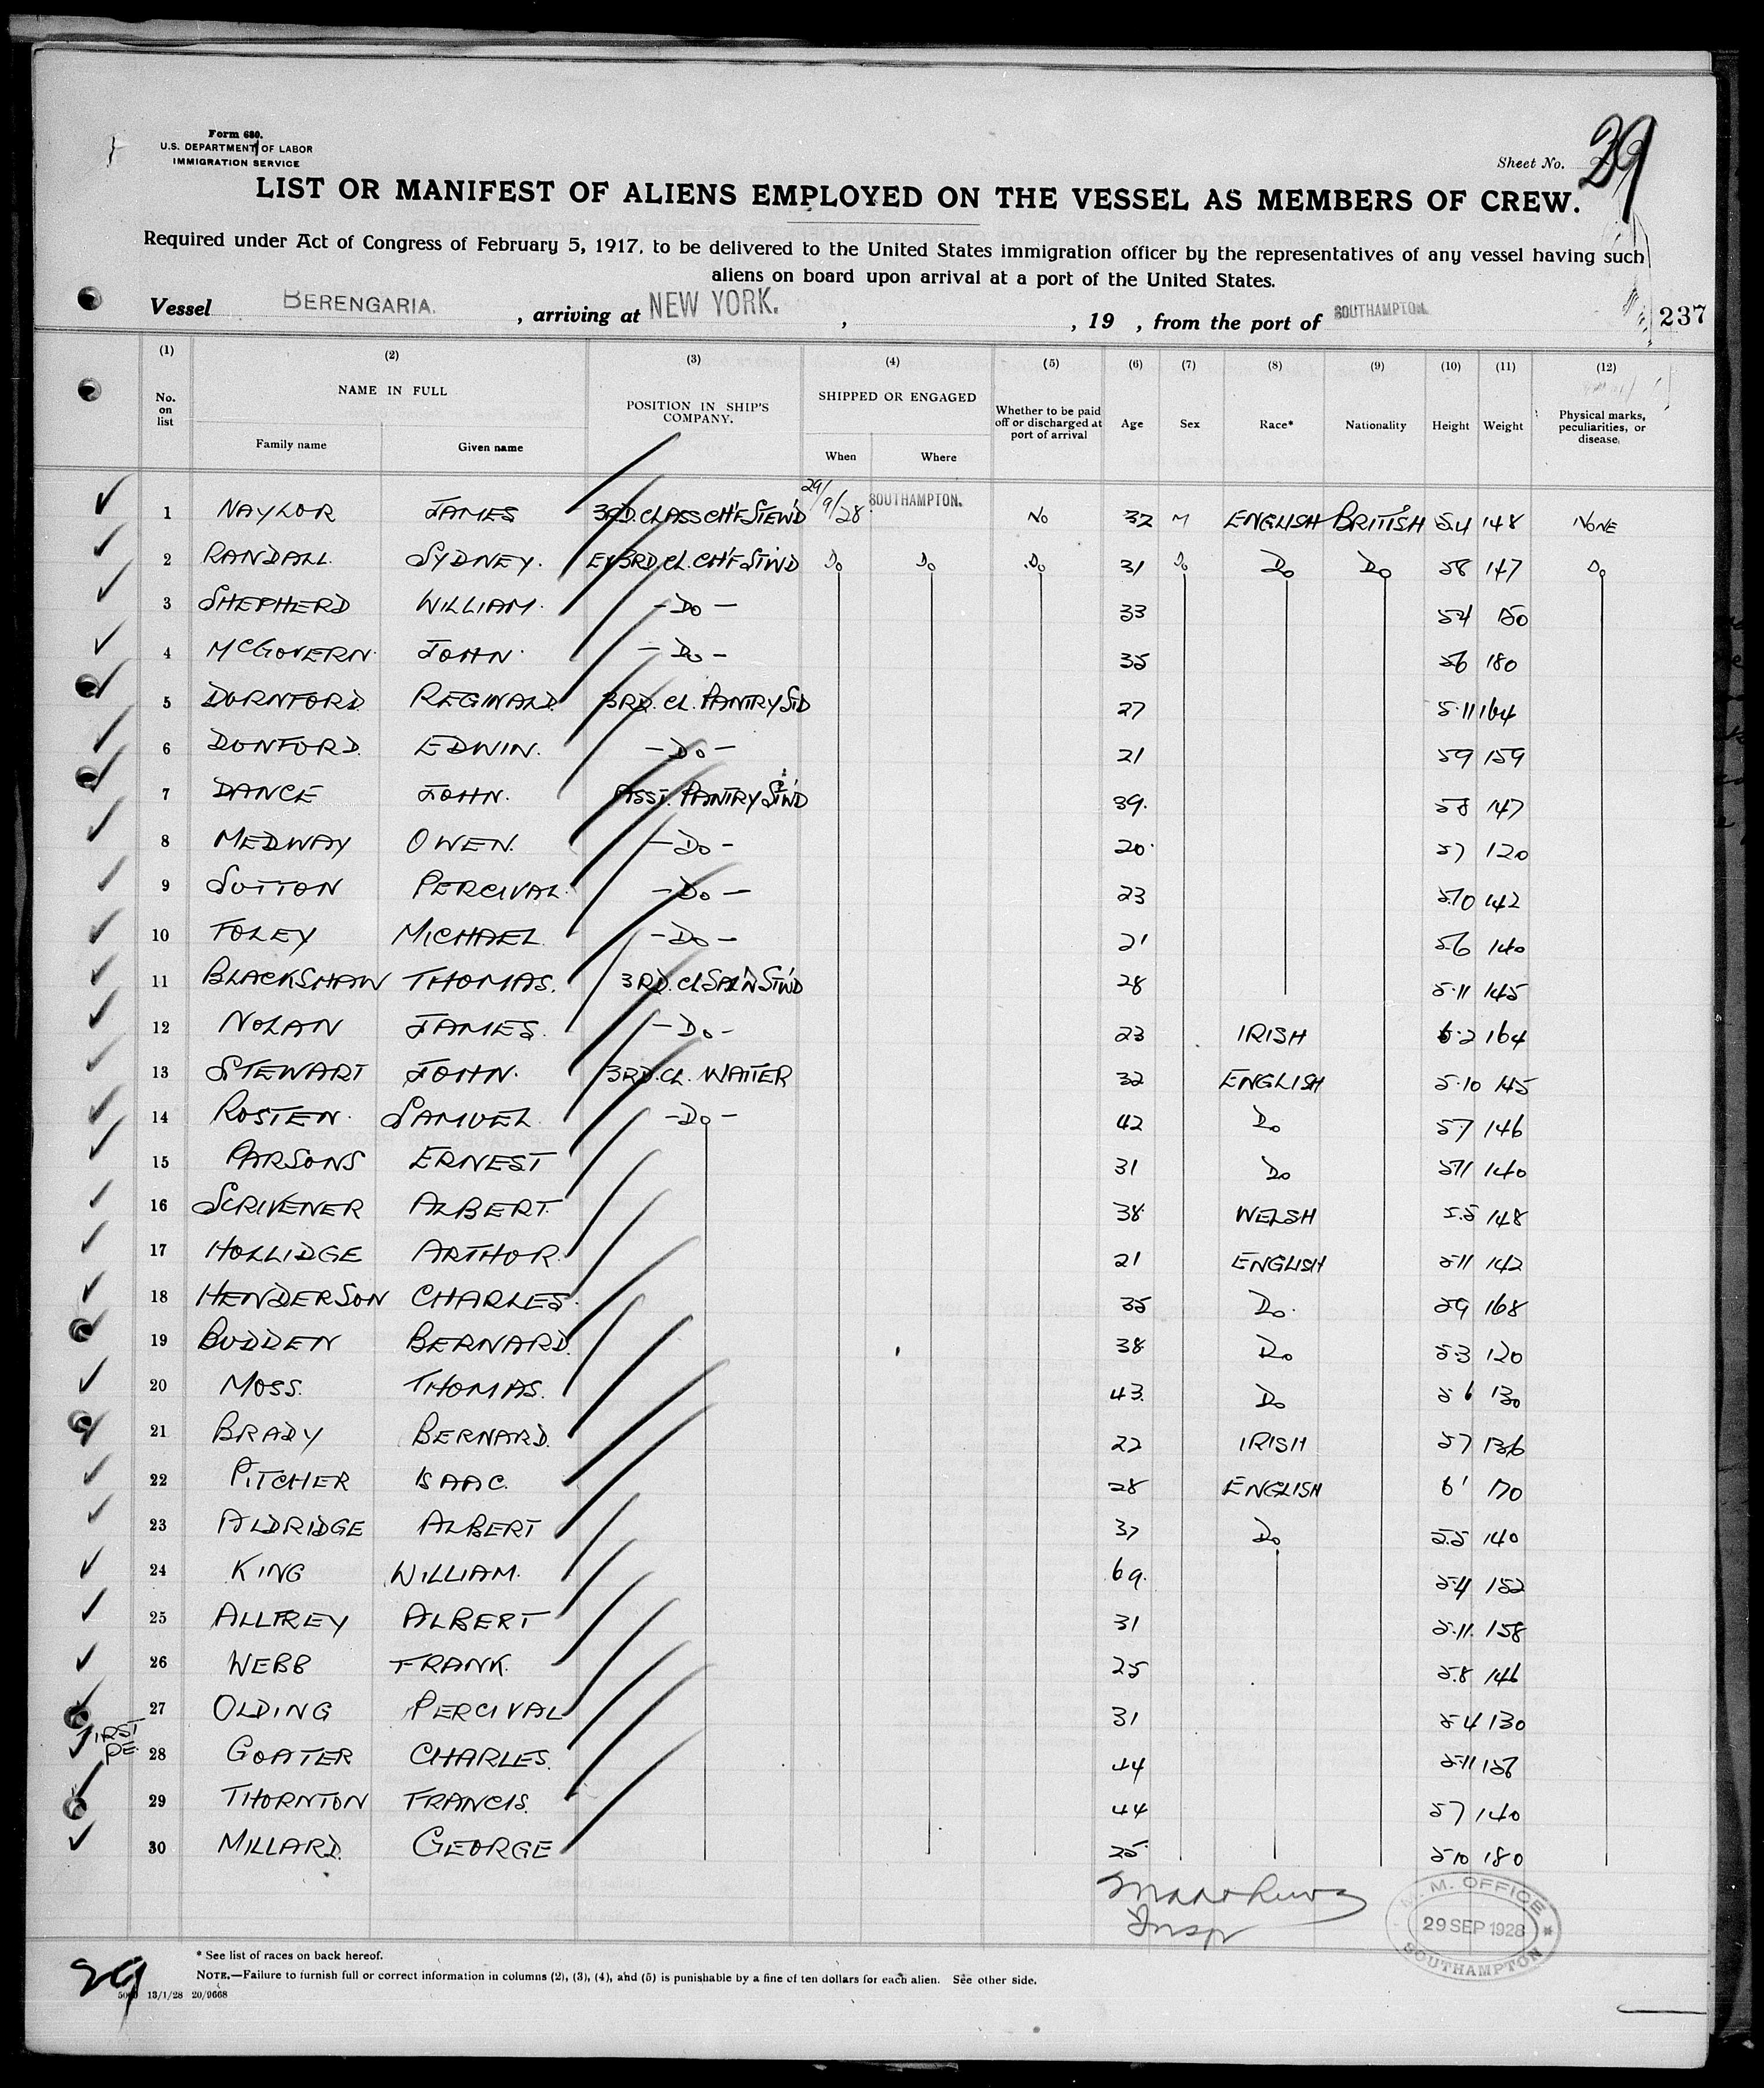 Form 680.
U.S. DEPARTMENT OF LABOR
IMMIGRATION SERVICE
Sheet No. 29
LIST OR MANIFEST OF ALIENS EMPLOYED ON THE VESSEL AS MEMBERS OF CREW.
Required under Act of Congress of February 5, 1917, to be delivered to the United States immigration officer by the representatives of any vessel having such
aliens on board upon arrival at a port of the United States.
Vessel BERENGARIA. , arriving at NEW YORK. , , 19 , from the port of SOUTHAMPTON. 237
(1) (2) (3) (4) (5) (6) (7) (8) (9) (10) (11) (12)
No. on list NAME IN FULL Family name Given name POSITION IN SHIP'S COMPANY. SHIPPED OR ENGAGED When Where Whether to be paid off or discharged at port of arrival Age Sex Race* Nationality Height Weight Physical marks, peculiarities, or disease.
1 NAYLOR JAMES 3RD. CLASS CH'F STEW'D 29/9/28 SOUTHAMPTON. NO 32 M ENGLISH BRITISH 5.4 148 NONE
2 RANDALL. SYDNEY. EX 3RD CL. CH'F ST'W'D Do Do Do 31 Do Do Do 58 147 Do
3 SHEPHERD WILLIAM. - Do - 33 54 150
4 McGOVERN. JOHN. - Do - 35 56 180
5 DURNFORD. REGINALD. 3RD. CL. PANTRY STD 27 5.11 164
6 DUNFORD. EDWIN. - Do - 21 59 159
7 DANCE JOHN. ASST. PANTRY ST'W'D 39. 58 147
8 MEDWAY OWEN. - Do - 20. 57 120
9 SUTTON PERCIVAL. - Do - 23 5.10 142
10 FOLEY MICHAEL. - Do - 21 5.6 140
11 BLACKSHAW THOMAS. 3RD. CL SAL'N ST'W'D 28 5.11 145
12 NOLAN JAMES. - Do - 23 IRISH 6.2 164
13 STEWART JOHN. 3RD. CL. WAITER 32 ENGLISH 5.10 145
14 ROSTEN. SAMUEL. - Do - 42 Do 5.7 146
15 PARSONS ERNEST 31 Do 5.11 140
16 SCRIVENER ALBERT. 38 WELSH 5.5 148
17 HOLLIDGE ARTHUR. 21 ENGLISH 5.11 142
18 HENDERSON CHARLES. 35 Do. 59 168
19 BUDDEN BERNARD. 38 Do 5.3 120
20 MOSS. THOMAS. 43. Do 5 6 130
21 BRADY BERNARD. 22 IRISH 57 136
22 PITCHER ISAAC. 28 ENGLISH 6' 170
23 ALDRIDGE ALBERT 37 Do 5.5 140
24 KING WILLIAM. 69. 5.4 152
25 ALLFREY ALBERT 31 5.11. 158
26 WEBB FRANK. 25 5.8 146
27 OLDING PERCIVAL 31 5.4 130
28 GOATER CHARLES. 44 5.11
29 THORNTON FRANCIS. 44 57 140
30 MILLARD. GEORGE 25 5.10 180
Insp
OFFICE
29 SEP 1928
SOUTHAMPTON
* See list of races on back hereof.
NOTE.—Failure to furnish full or correct information in columns (2), (3), (4), and (5) is punishable by a fine of ten dollars for each alien. See other side.
29
13/1/28 20/9668